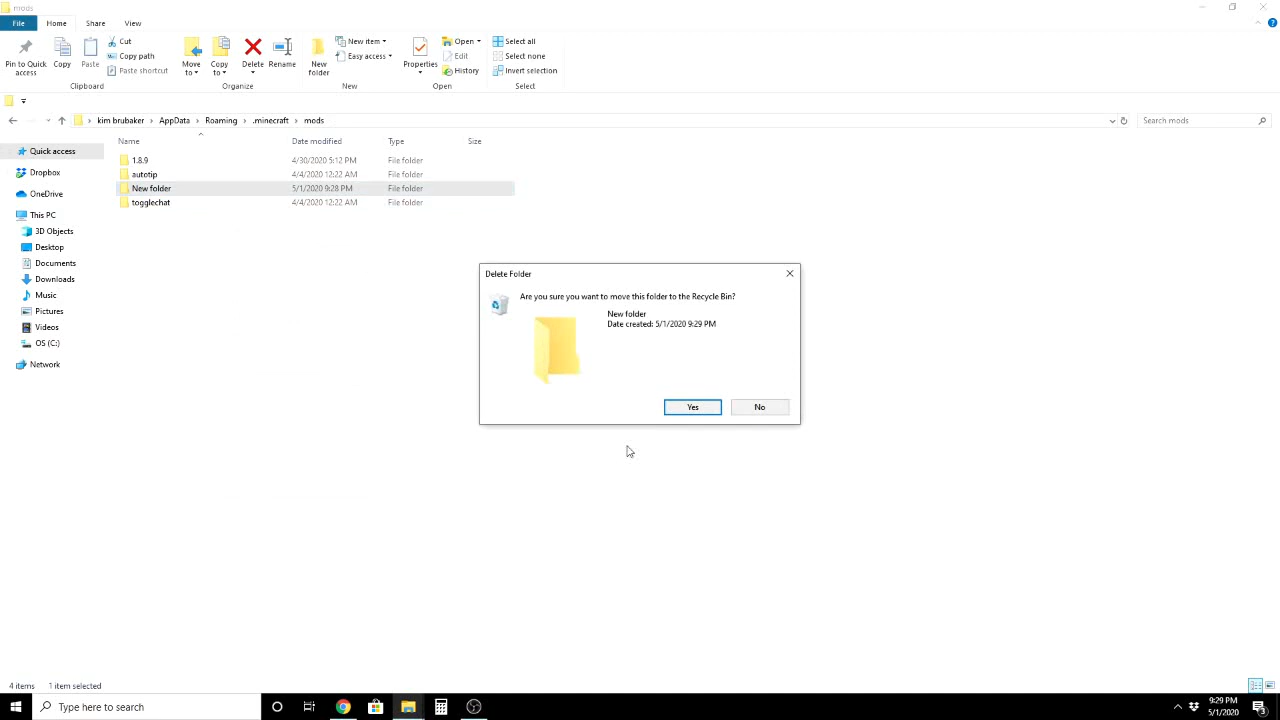 mods
File Home Share View
Pin to Quick access
Copy
Paste
Cut
Copy path
Paste shortcut
Move to
Copy to
Delete
Rename
New folder
New item
Easy access
Properties
Open
Edit
History
Select all
Select none
Invert selection
Clipboard Organize New Open Select
kim brubaker › AppData › Roaming › .minecraft › mods
Search mods
Name Date modified Type Size
1.8.9 4/30/2020 5:12 PM File folder
autotip 4/4/2020 12:22 AM File folder
New folder 5/1/2020 9:28 PM File folder
togglechat 4/4/2020 12:22 AM File folder
Quick access
Dropbox
OneDrive
This PC
3D Objects
Desktop
Documents
Downloads
Music
Pictures
Videos
OS (C:)
Network
Delete Folder
Are you sure you want to move this folder to the Recycle Bin?
New folder
Date created: 5/1/2020 9:29 PM
Yes No
4 items 1 item selected
Type here to search
9:29 PM
5/1/2020
3